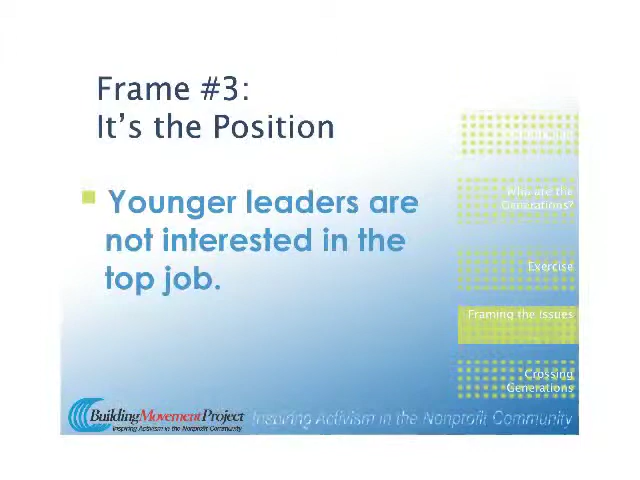 Frame #3:
It's the Position
Younger leaders are
not interested in the
top job.
Who are the
Generations?
Exercise
Framing the Issues
Crossing
Generations
BuildingMovementProject
Inspiring Activism in the Nonprofit Community
Inspiring Activism in the Nonprofit Community